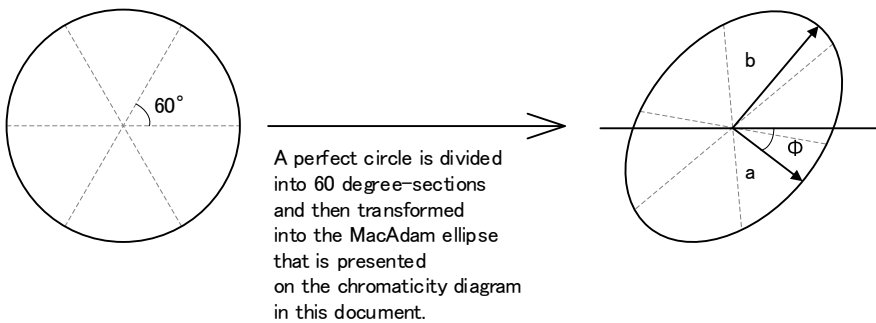 60°
A perfect circle is divided
into 60 degree-sections
and then transformed
into the MacAdam ellipse
that is presented
on the chromaticity diagram
in this document.
b
Φ
a